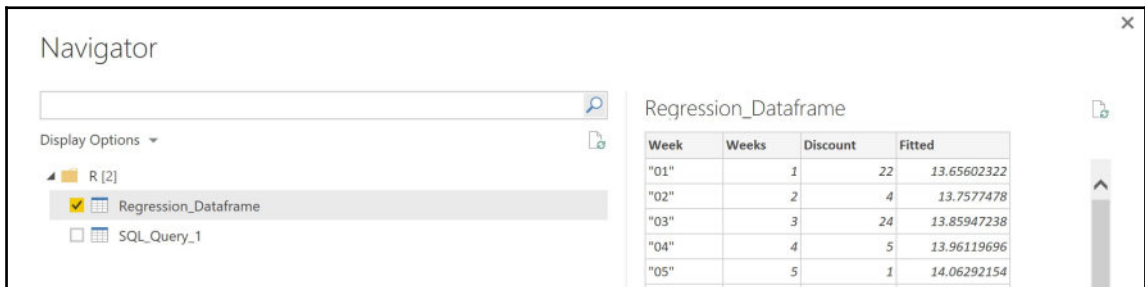 Navigator
Display Options
R [2]
Regression_Dataframe
SQL_Query_1
Regression_Dataframe
Week Weeks Discount Fitted
"01" 1 22 13.65602322
"02" 2 4 13.7577478
"03" 3 24 13.85947238
"04" 4 5 13.96119696
"05" 5 1 14.06292154